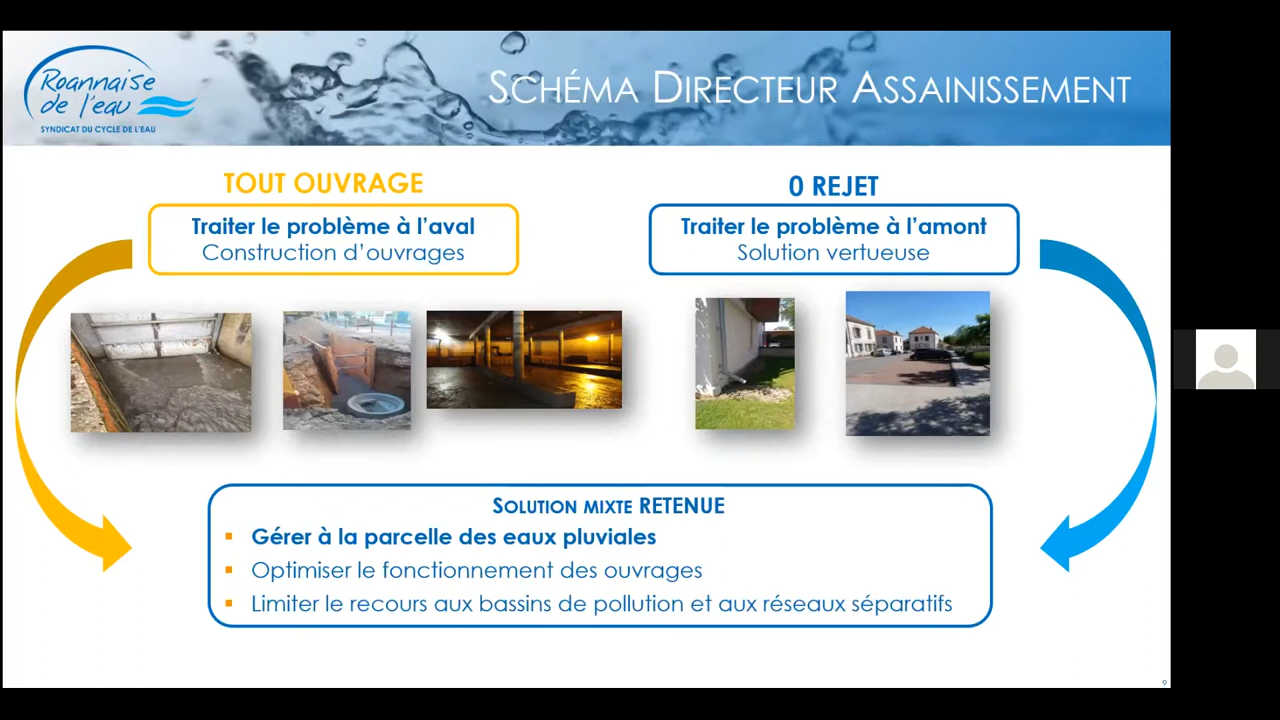 Roannaise
de l'eau
SYNDICAT DU CYCLE DE L'EAU
SCHÉMA DIRECTEUR ASSAINISSEMENT
TOUT OUVRAGE
Traiter le problème à l'aval
Construction d'ouvrages
0 REJET
Traiter le problème à l'amont
Solution vertueuse
SOLUTION MIXTE RETENUE
▪ Gérer à la parcelle des eaux pluviales
▪ Optimiser le fonctionnement des ouvrages
▪ Limiter le recours aux bassins de pollution et aux réseaux séparatifs
9